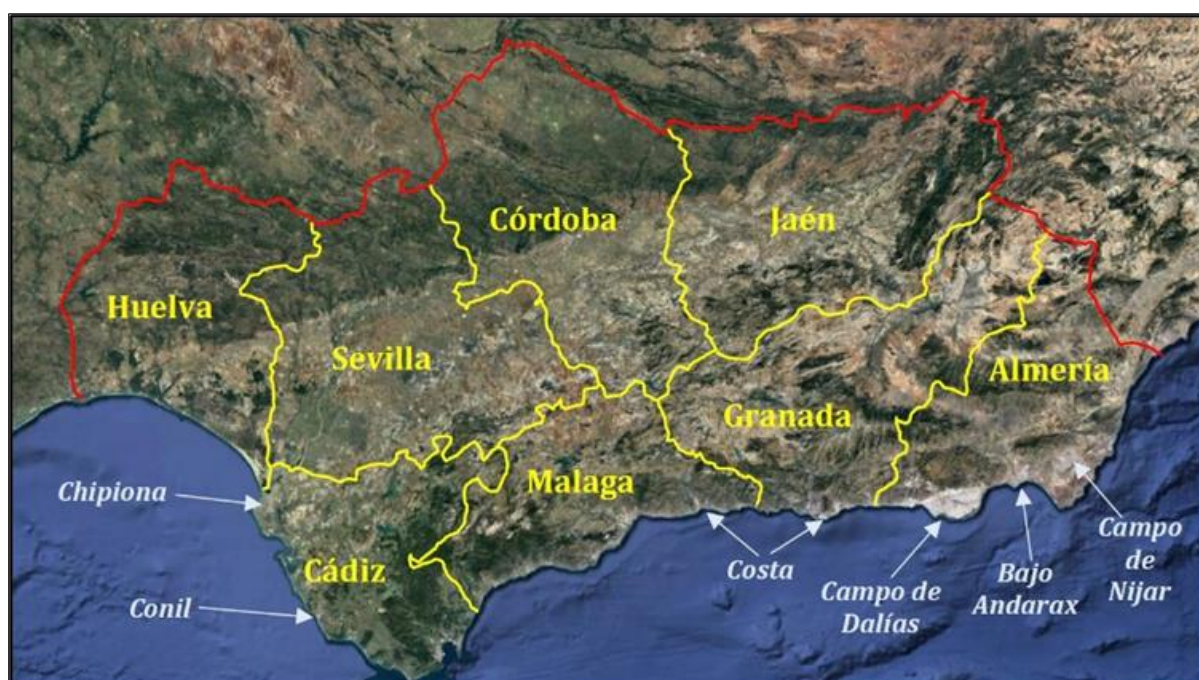 Córdoba
Jaén
Huelva
Sevilla
Almería
Granada
Malaga
Chipiona
Cádiz
Conil
Costa
Campo de
Dalías
Bajo
Andarax
Campo
de
Nijar